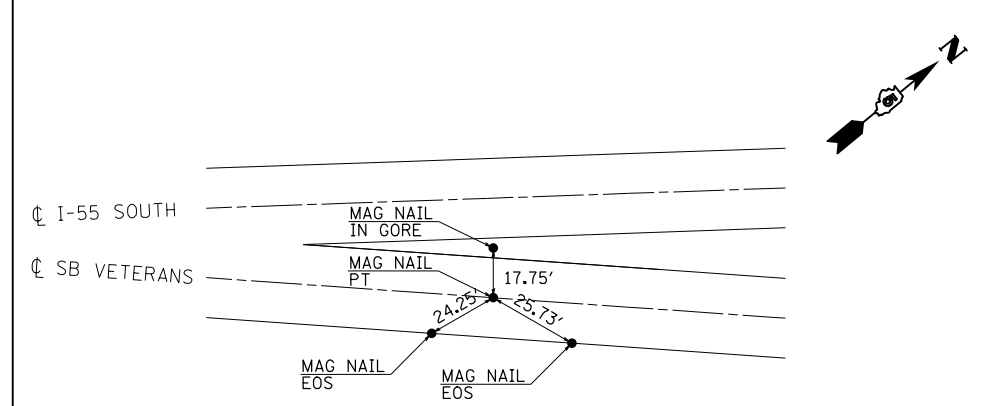 N
℄ I-55 SOUTH
MAG NAIL
IN GORE
℄ SB VETERANS
MAG NAIL
PT
17.75'
24.25'
25.73'
MAG NAIL
EOS
MAG NAIL
EOS